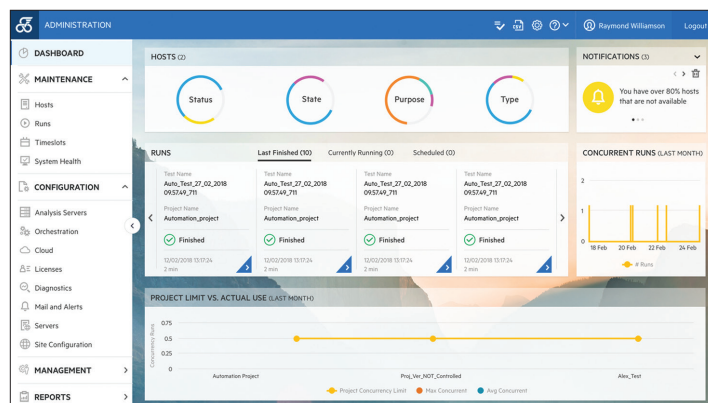 ADMINISTRATION
Raymond Williamson
Logout
DASHBOARD
MAINTENANCE
Hosts
Runs
Timeslots
System Health
CONFIGURATION
Analysis Servers
Orchestration
Cloud
Licenses
Diagnostics
Mail and Alerts
Servers
Site Configuration
MANAGEMENT
REPORTS
HOSTS (2)
Status
State
Purpose
Type
NOTIFICATIONS (3)
You have over 80% hosts
that are not available
RUNS
Last Finished (10)
Currently Running (0)
Scheduled (0)
Test Name
Auto_Test_27_02_2018
09.57.49_711
Project Name
Automation_project
Finished
12/02/2018 13:17:24
2 min
Test Name
Auto_Test_27_02_2018
09.57.49_711
Project Name
Automation_project
Finished
12/02/2018 13:17:24
2 min
Test Name
Auto_Test_27_02_2018
09.57.49_711
Project Name
Automation_project
Finished
12/02/2018 13:17:24
2 min
Test Name
Auto_Test_27_02_2018
09.57.49_711
Project Name
Automation_project
Finished
12/02/2018 13:17:24
2 min
CONCURRENT RUNS (LAST MONTH)
2
1
0
18 Feb 20 Feb 22 Feb 24 Feb
# Runs
PROJECT LIMIT VS. ACTUAL USE (LAST MONTH)
Concurrency Runs
0.75
0.5
0.25
0
Automation Project
Proj_Ver_NOT_Controlled
Alex_Test
Project Concurrency Limit
Max Concurrent
Avg Concurrent